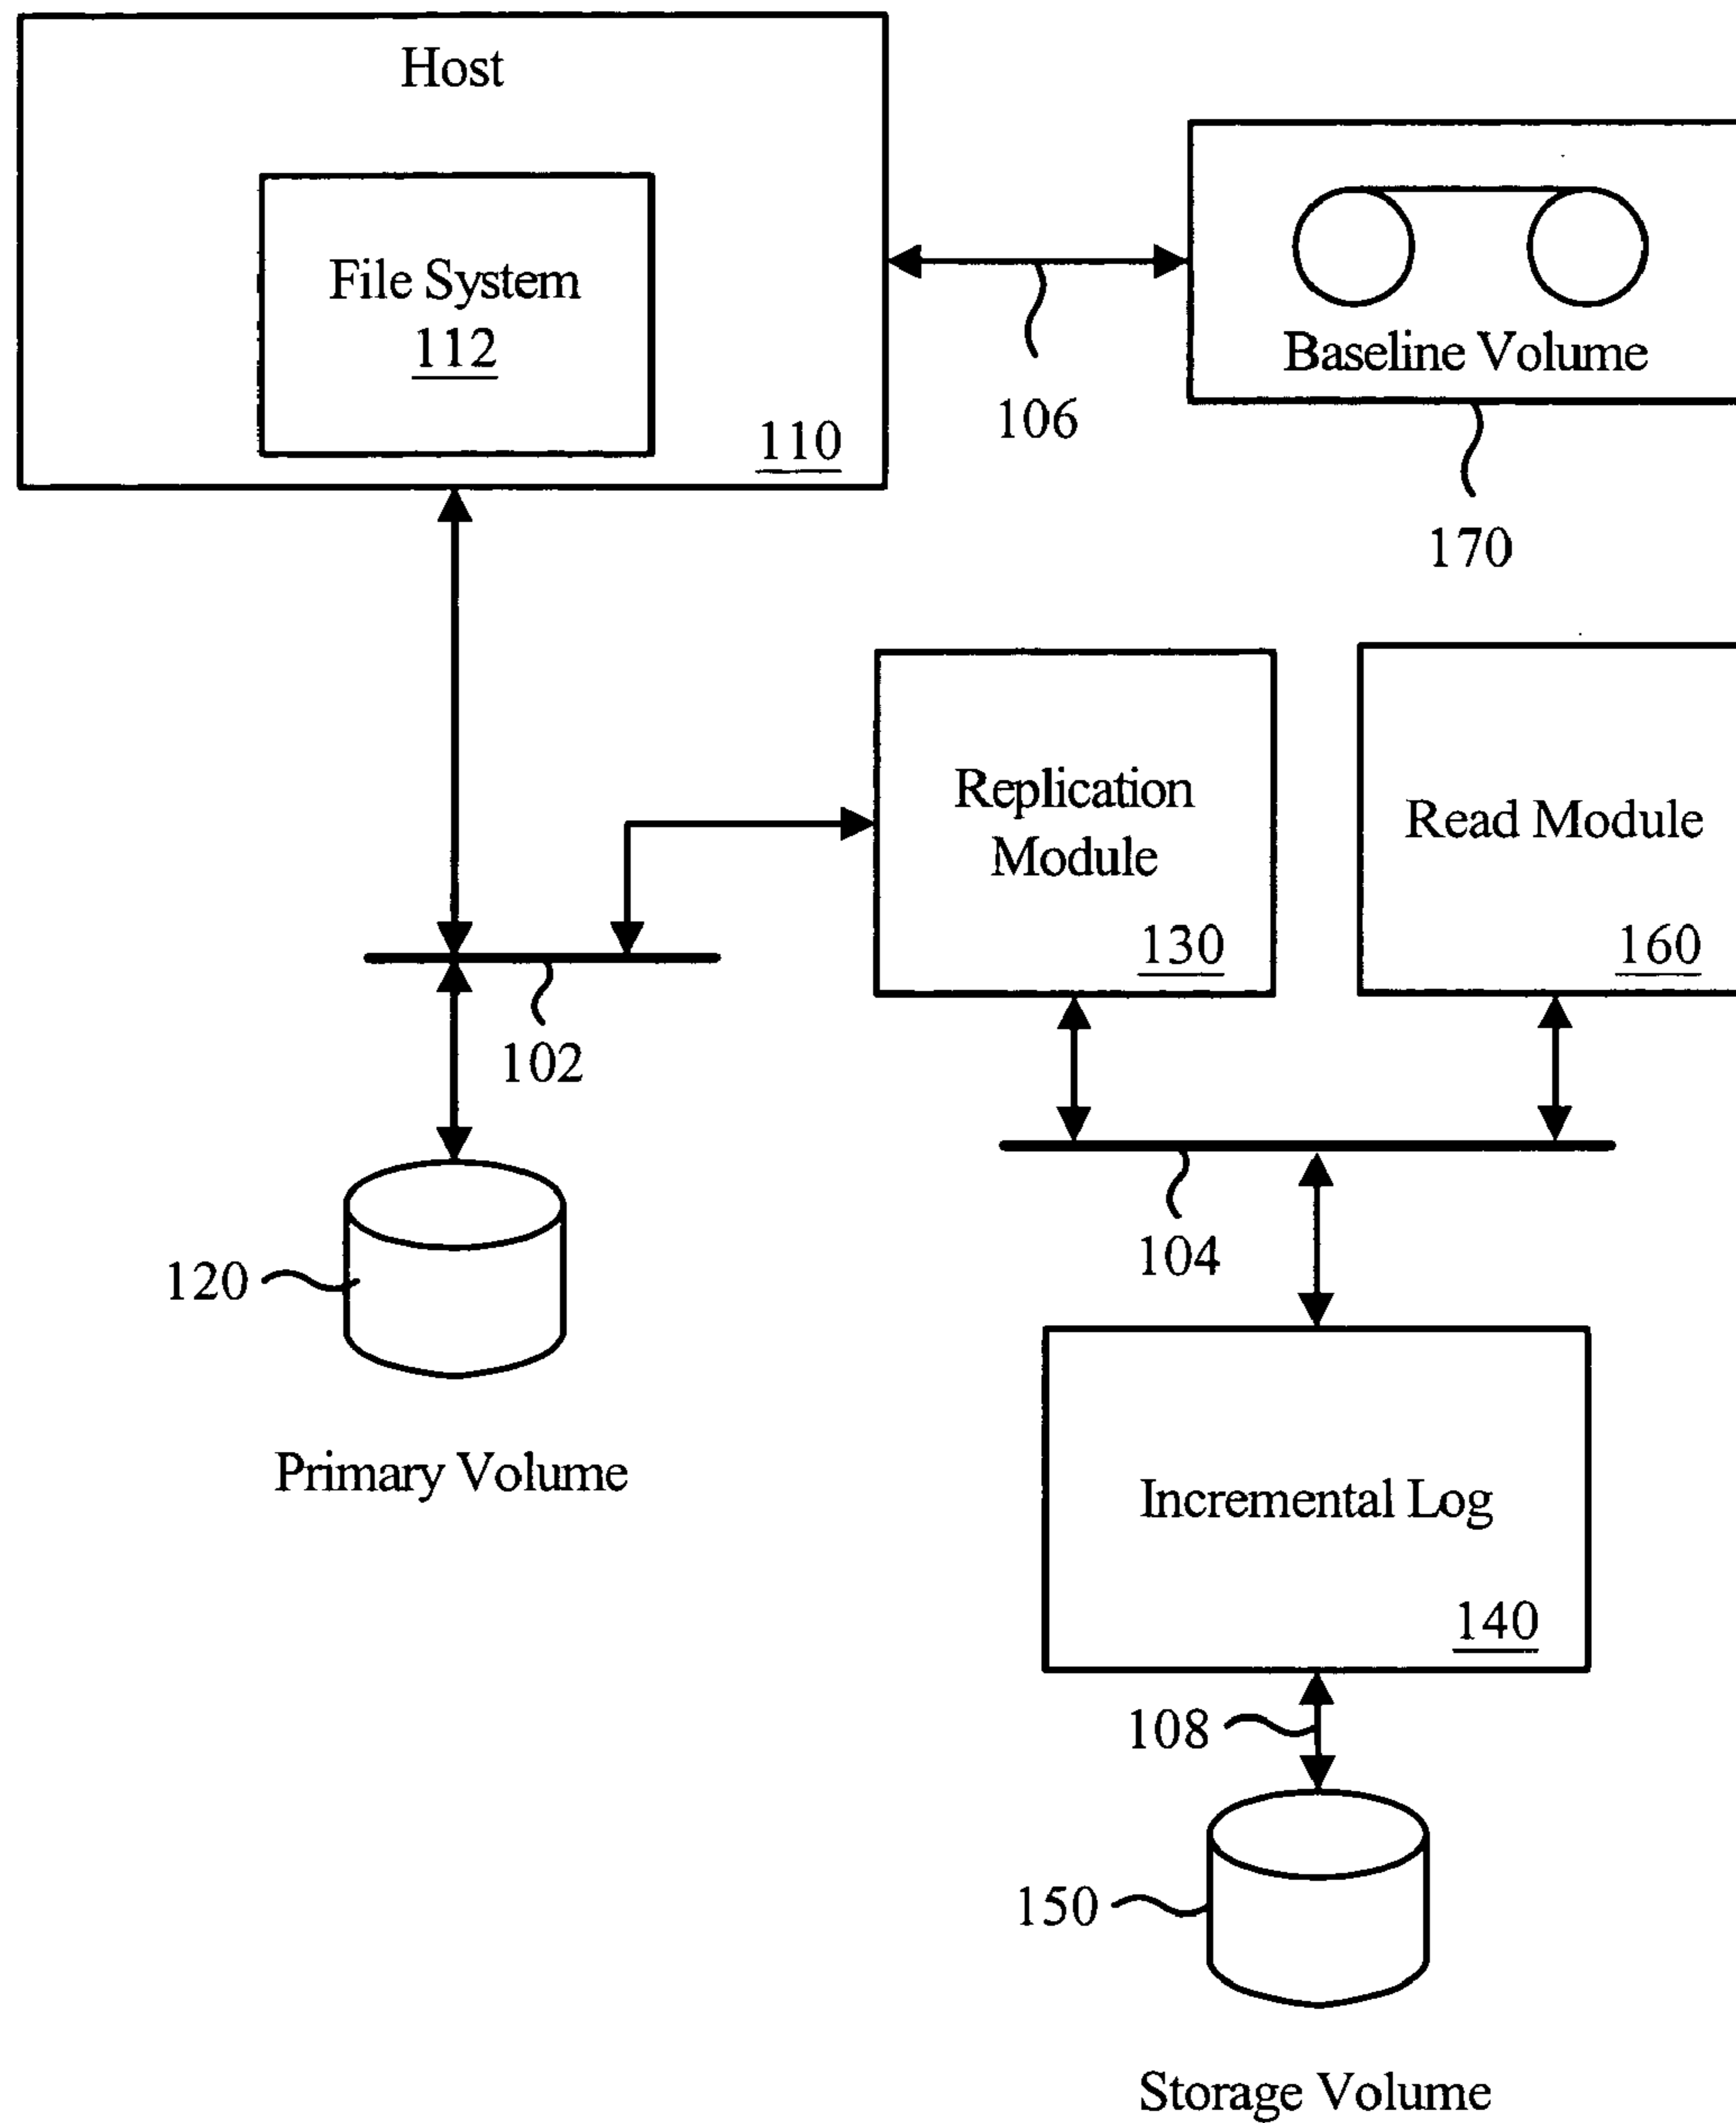 Host
File System
112
110
106
Baseline Volume
170
Replication
Module
130
Read Module
160
102
104
120
Primary Volume
Incremental Log
140
108
150
Storage Volume